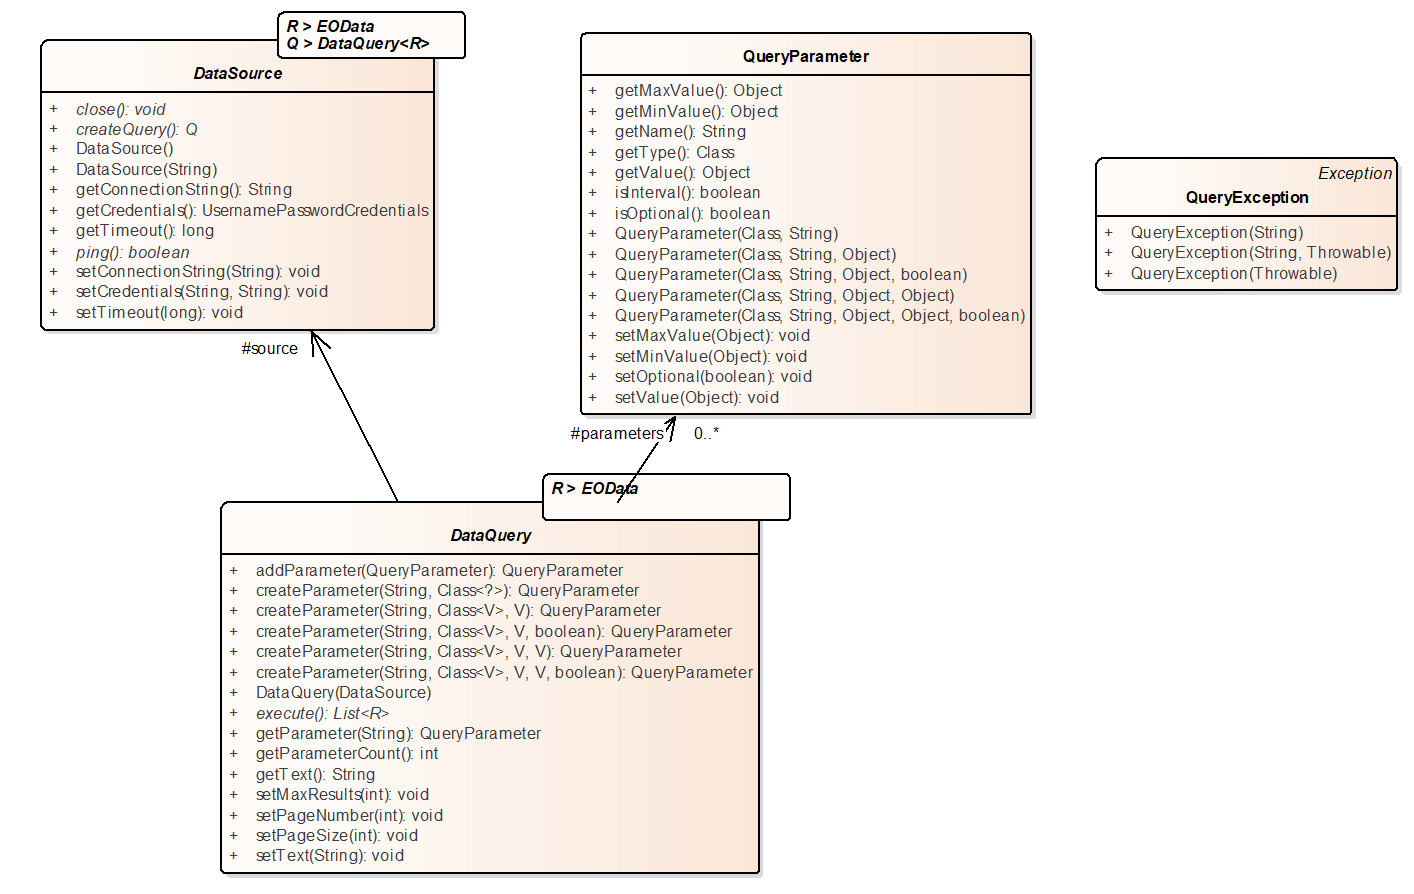 R > EOData
Q > DataQuery<R>
DataSource
+ close(): void
+ createQuery(): Q
+ DataSource()
+ DataSource(String)
+ getConnectionString(): String
+ getCredentials(): UsernamePasswordCredentials
+ getTimeout(): long
+ ping(): boolean
+ setConnectionString(String): void
+ setCredentials(String, String): void
+ setTimeout(long): void
#source
QueryParameter
+ getMaxValue(): Object
+ getMinValue(): Object
+ getName(): String
+ getType(): Class
+ getValue(): Object
+ isInterval(): boolean
+ isOptional(): boolean
+ QueryParameter(Class, String)
+ QueryParameter(Class, String, Object)
+ QueryParameter(Class, String, Object, boolean)
+ QueryParameter(Class, String, Object, Object)
+ QueryParameter(Class, String, Object, Object, boolean)
+ setMaxValue(Object): void
+ setMinValue(Object): void
+ setOptional(boolean): void
+ setValue(Object): void
#parameters 0..*
Exception
QueryException
+ QueryException(String)
+ QueryException(String, Throwable)
+ QueryException(Throwable)
R > EOData
DataQuery
+ addParameter(QueryParameter): QueryParameter
+ createParameter(String, Class<?>): QueryParameter
+ createParameter(String, Class<V>, V): QueryParameter
+ createParameter(String, Class<V>, V, boolean): QueryParameter
+ createParameter(String, Class<V>, V, V): QueryParameter
+ createParameter(String, Class<V>, V, V, boolean): QueryParameter
+ DataQuery(DataSource)
+ execute(): List<R>
+ getParameter(String): QueryParameter
+ getParameterCount(): int
+ getText(): String
+ setMaxResults(int): void
+ setPageNumber(int): void
+ setPageSize(int): void
+ setText(String): void